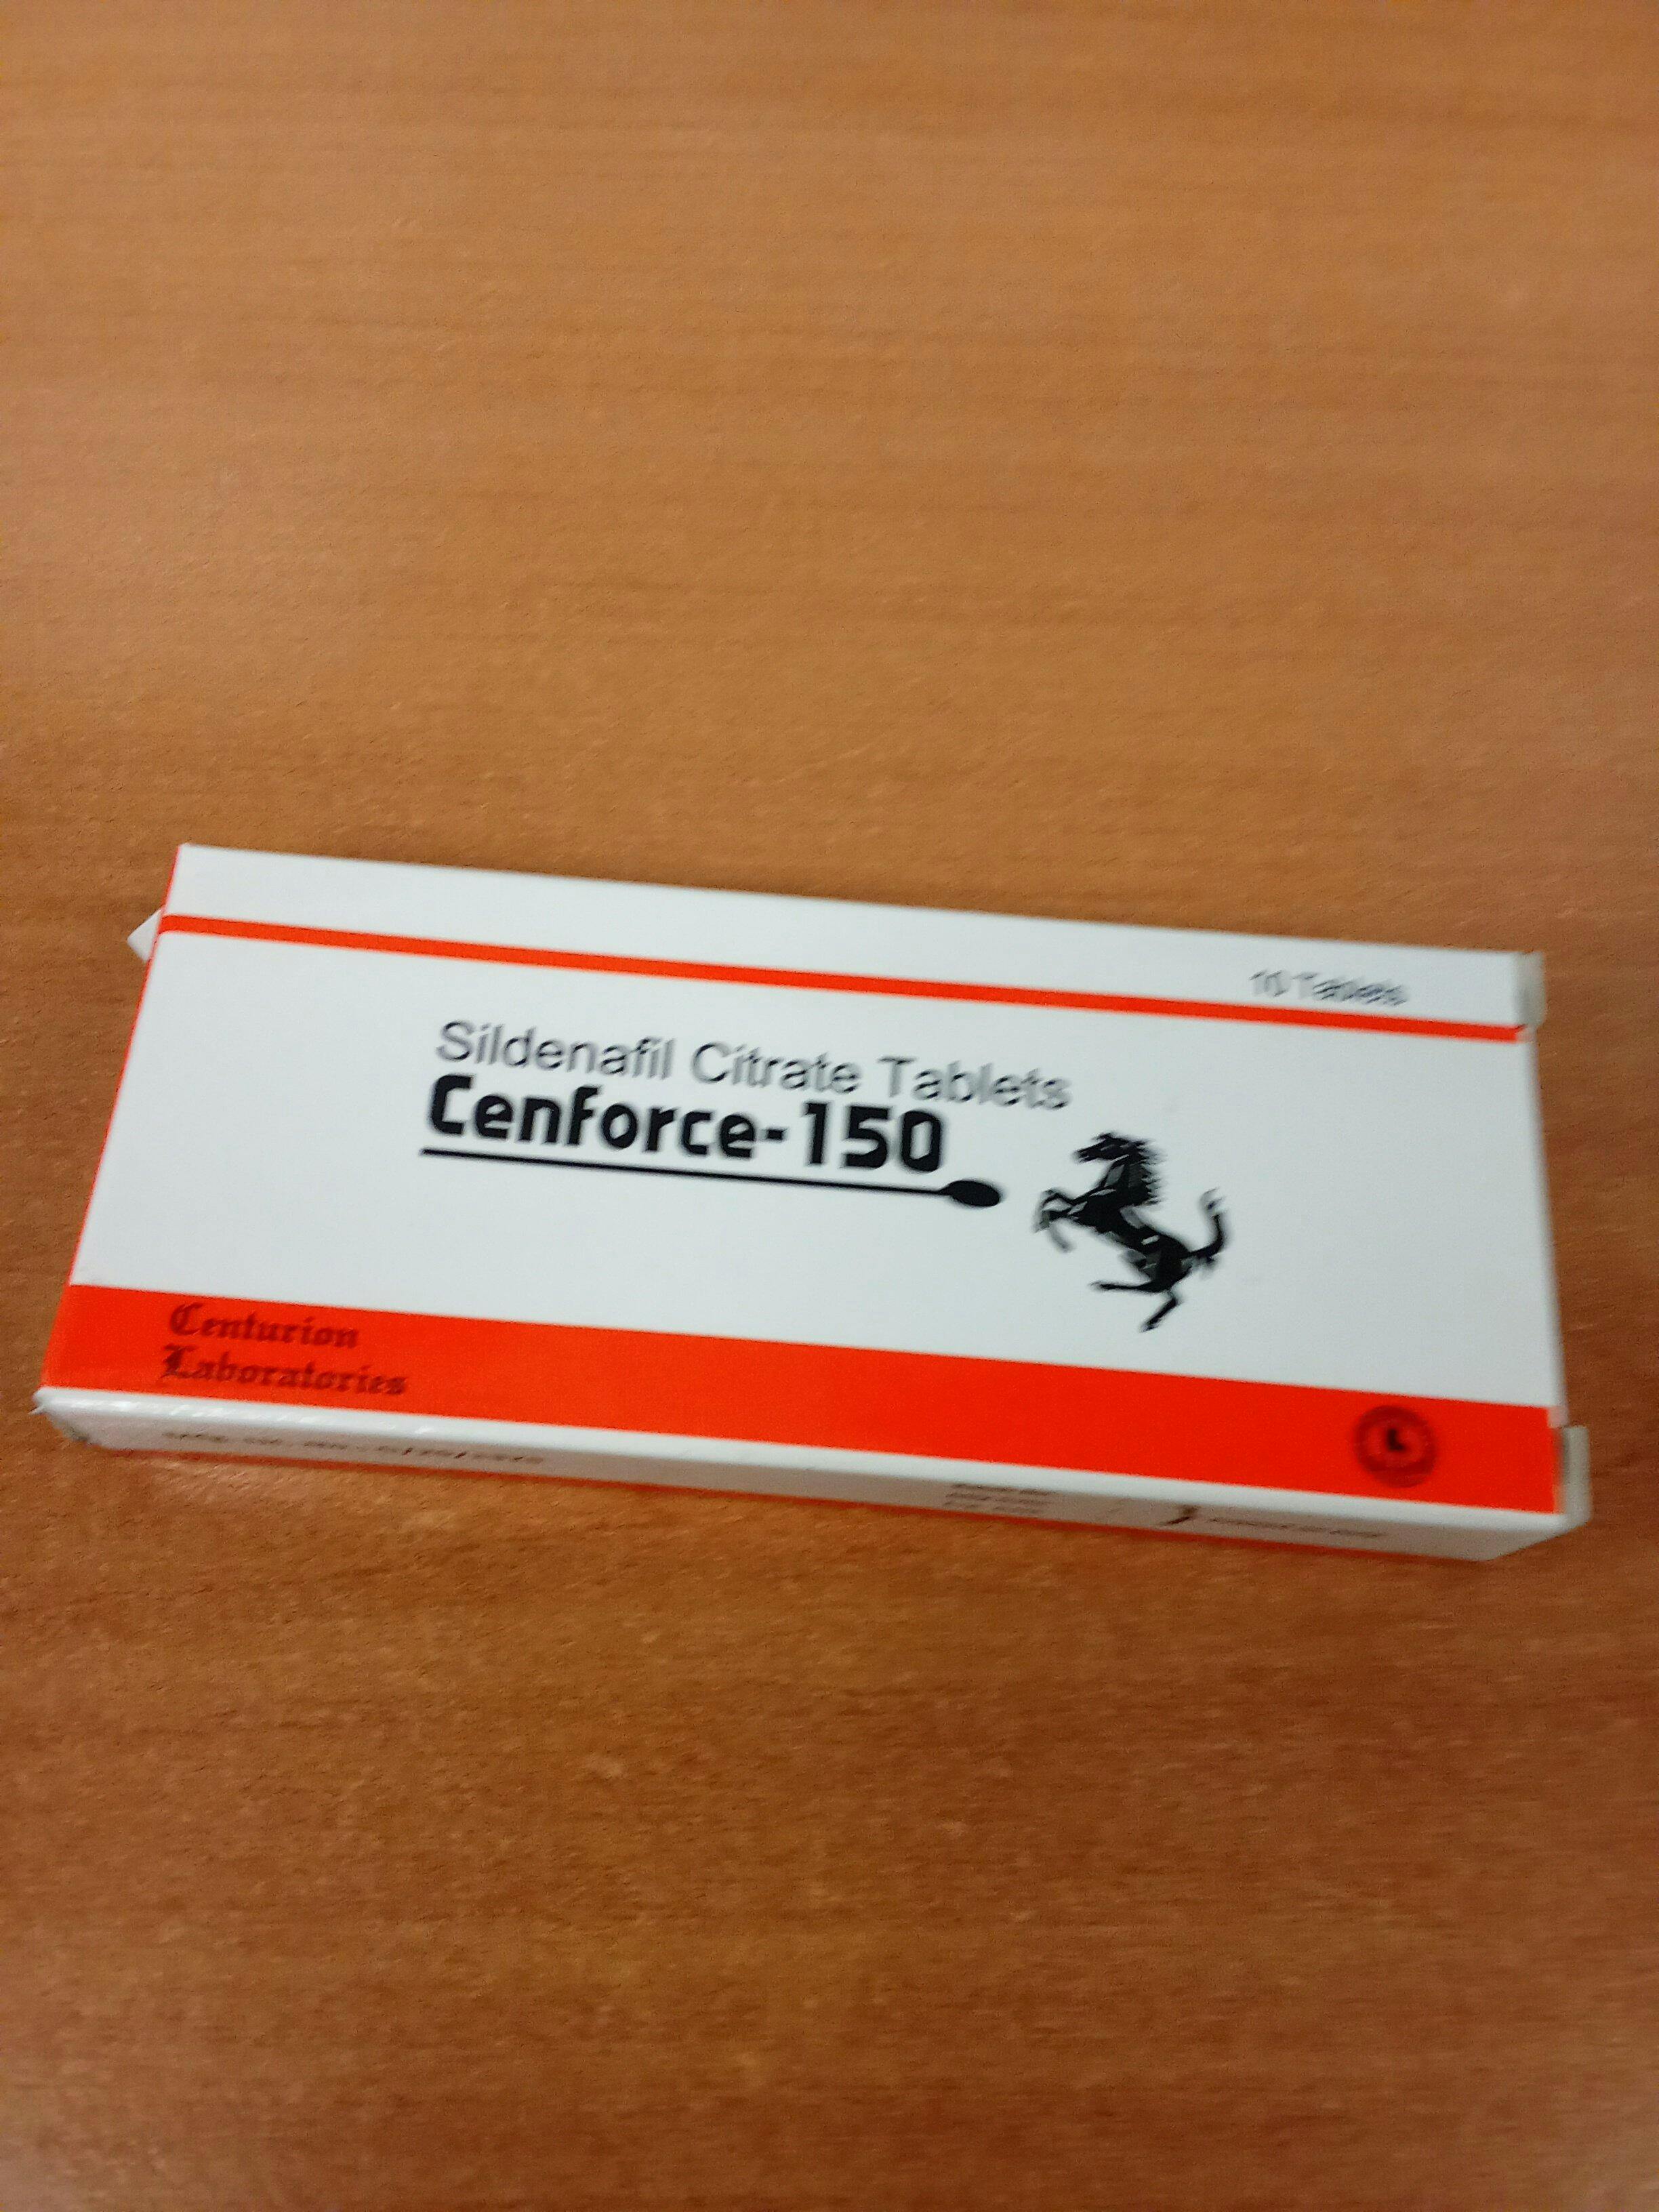 10 Tablets
Sildenafil Citrate Tablets
Cenforce-150
Centurion
Laboratories